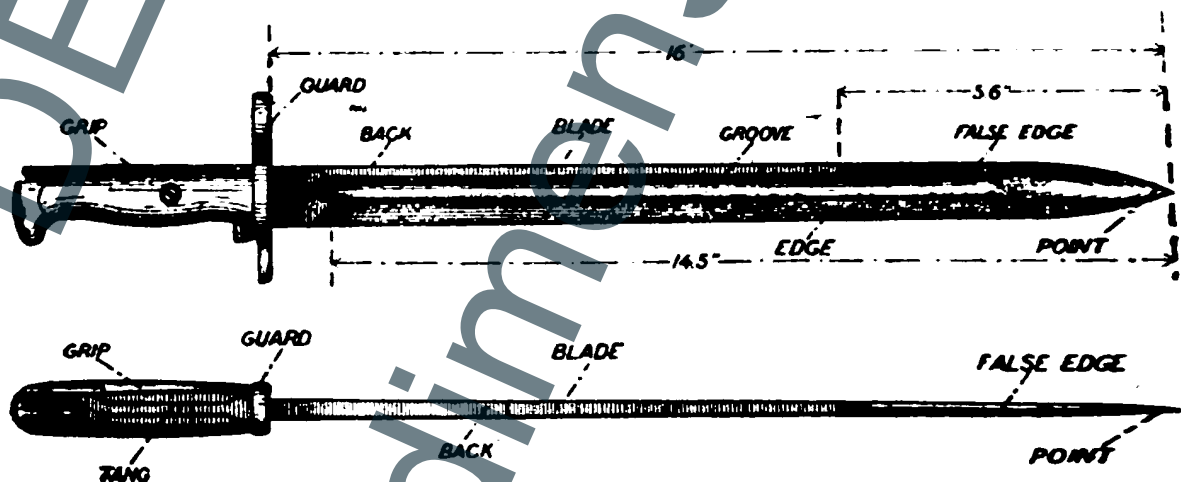 16"
GUARD
5.6"
GRIP
BACK
BLADE
GROOVE
FALSE EDGE
EDGE
POINT
14.5"
GUARD
GRIP
BLADE
FALSE EDGE
BACK
POINT
TANG